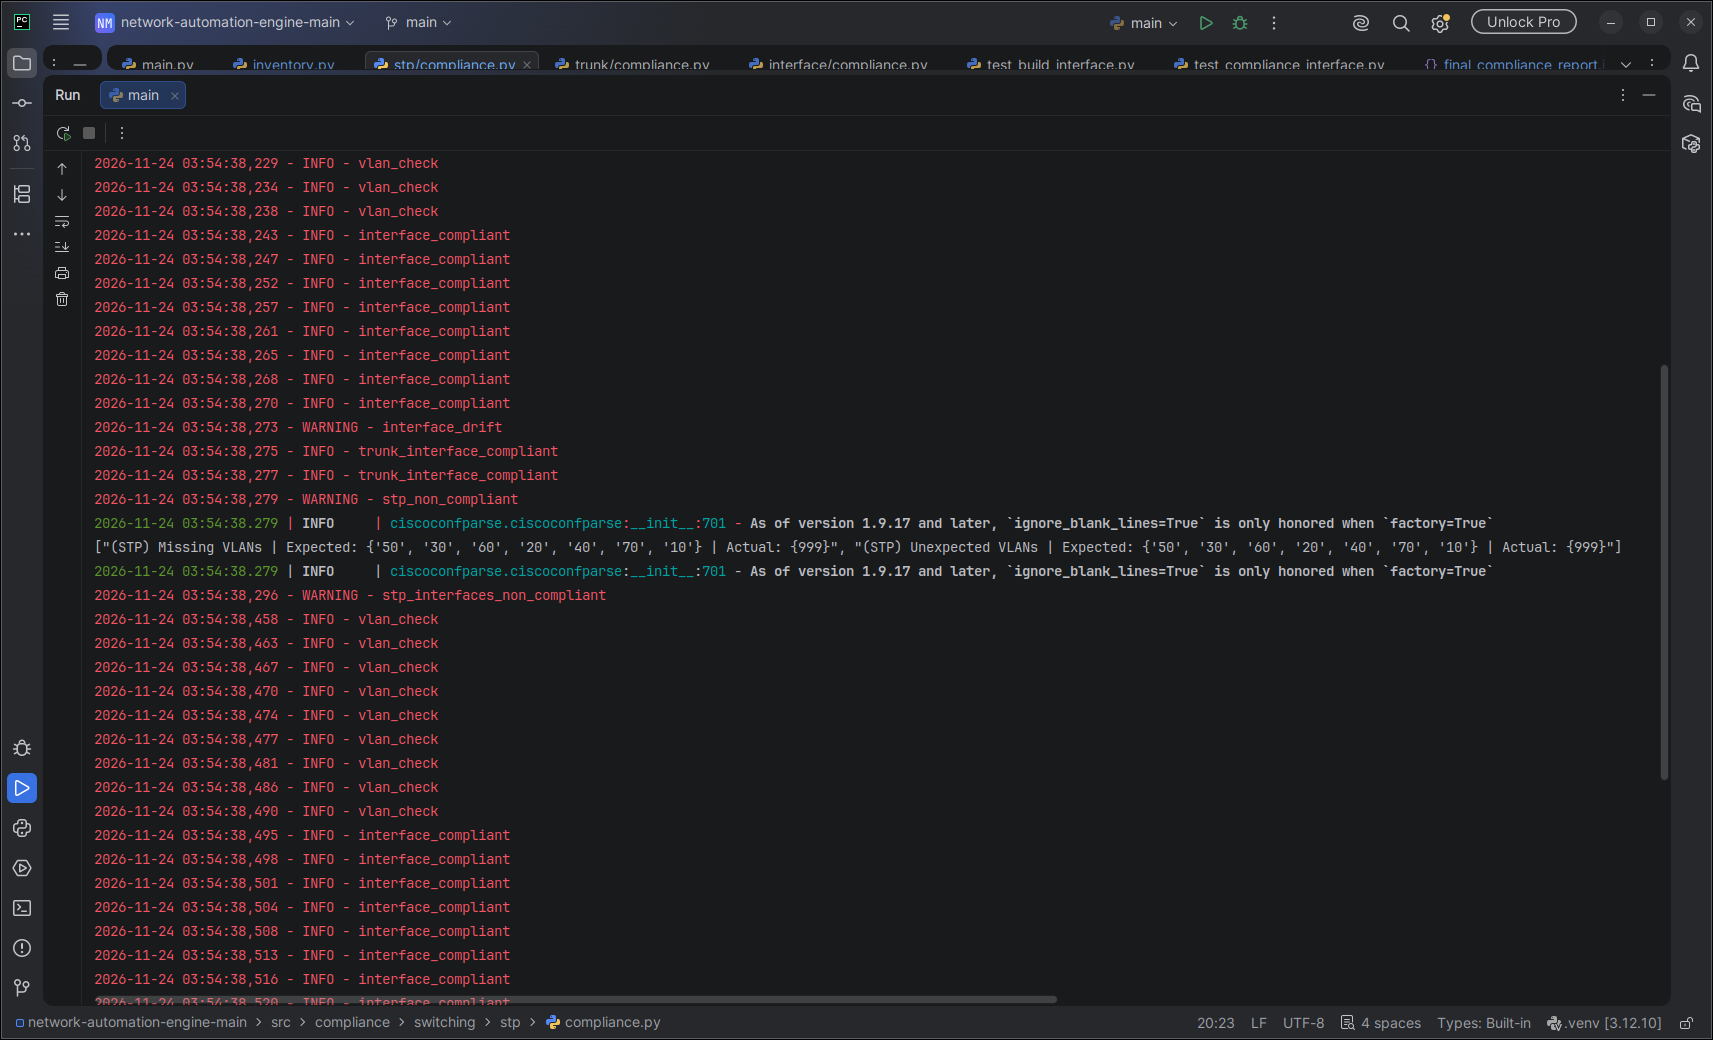 PC
NM network-automation-engine-main main main Unlock Pro
main.py inventory.py stp/compliance.py trunk/compliance.py interface/compliance.py test_build_interface.py test_compliance_interface.py {} final_compliance_report.
Run main
2026-11-24 03:54:38,229 - INFO - vlan_check
2026-11-24 03:54:38,234 - INFO - vlan_check
2026-11-24 03:54:38,238 - INFO - vlan_check
2026-11-24 03:54:38,243 - INFO - interface_compliant
2026-11-24 03:54:38,247 - INFO - interface_compliant
2026-11-24 03:54:38,252 - INFO - interface_compliant
2026-11-24 03:54:38,257 - INFO - interface_compliant
2026-11-24 03:54:38,261 - INFO - interface_compliant
2026-11-24 03:54:38,265 - INFO - interface_compliant
2026-11-24 03:54:38,268 - INFO - interface_compliant
2026-11-24 03:54:38,270 - INFO - interface_compliant
2026-11-24 03:54:38,273 - WARNING - interface_drift
2026-11-24 03:54:38,275 - INFO - trunk_interface_compliant
2026-11-24 03:54:38,277 - INFO - trunk_interface_compliant
2026-11-24 03:54:38,279 - WARNING - stp_non_compliant
2026-11-24 03:54:38.279 | INFO     | ciscoconfparse.ciscoconfparse:__init__:701 - As of version 1.9.17 and later, `ignore_blank_lines=True` is only honored when `factory=True`
["(STP) Missing VLANs | Expected: {'50', '30', '60', '20', '40', '70', '10'} | Actual: {999}", "(STP) Unexpected VLANs | Expected: {'50', '30', '60', '20', '40', '70', '10'} | Actual: {999}"]
2026-11-24 03:54:38.279 | INFO     | ciscoconfparse.ciscoconfparse:__init__:701 - As of version 1.9.17 and later, `ignore_blank_lines=True` is only honored when `factory=True`
2026-11-24 03:54:38,296 - WARNING - stp_interfaces_non_compliant
2026-11-24 03:54:38,458 - INFO - vlan_check
2026-11-24 03:54:38,463 - INFO - vlan_check
2026-11-24 03:54:38,467 - INFO - vlan_check
2026-11-24 03:54:38,470 - INFO - vlan_check
2026-11-24 03:54:38,474 - INFO - vlan_check
2026-11-24 03:54:38,477 - INFO - vlan_check
2026-11-24 03:54:38,481 - INFO - vlan_check
2026-11-24 03:54:38,486 - INFO - vlan_check
2026-11-24 03:54:38,490 - INFO - vlan_check
2026-11-24 03:54:38,495 - INFO - interface_compliant
2026-11-24 03:54:38,498 - INFO - interface_compliant
2026-11-24 03:54:38,501 - INFO - interface_compliant
2026-11-24 03:54:38,504 - INFO - interface_compliant
2026-11-24 03:54:38,508 - INFO - interface_compliant
2026-11-24 03:54:38,513 - INFO - interface_compliant
2026-11-24 03:54:38,516 - INFO - interface_compliant
2026-11-24 03:54:38,520 - INFO - interface_compliant
network-automation-engine-main > src > compliance > switching > stp > compliance.py 20:23 LF UTF-8 4 spaces Types: Built-in .venv [3.12.10]